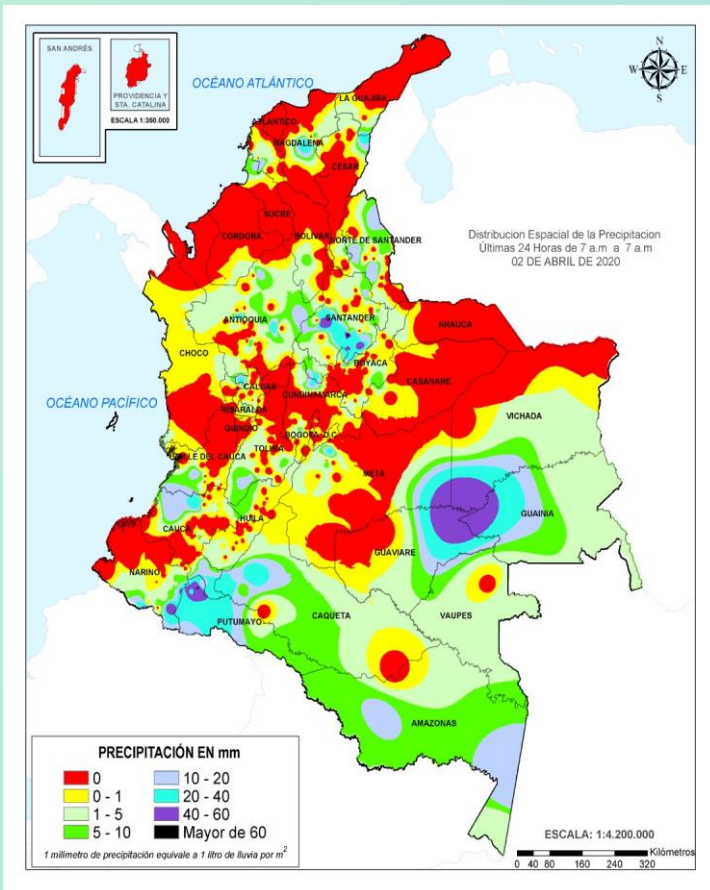 SAN ANDRÉS
PROVIDENCIA Y
STA. CATALINA
ESCALA 1:350.000
OCÉANO ATLÁNTICO
N
W
E
S
LA GUAJIRA
ATLANTICO
MAGDALENA
CESAR
SUCRE
CORDOBA
BOLIVAR
NORTE DE SANTANDER
Distribucion Espacial de la Precipitacion
Últimas 24 Horas de 7 a.m a 7 a.m
02 DE ABRIL DE 2020
ANTIOQUIA
SANTANDER
ARAUCA
CHOCO
BOYACA
CASANARE
OCÉANO PACÍFICO
CALDAS
CUNDINAMARCA
RISARALDA
VICHADA
QUINDIO
BOGOTA D.C.
TOLIMA
VALLE DEL CAUCA
META
GUAINIA
HUILA
CAUCA
GUAVIARE
NARIÑO
CAQUETA
VAUPES
PUTUMAYO
AMAZONAS
PRECIPITACIÓN EN mm
0
10 - 20
0 - 1
20 - 40
1 - 5
40 - 60
5 - 10
Mayor de 60
1 milimetro de precipitación equivale a 1 litro de lluvia por m2
ESCALA: 1:4.200.000
Kilómetros
0 40 80 160 240 320